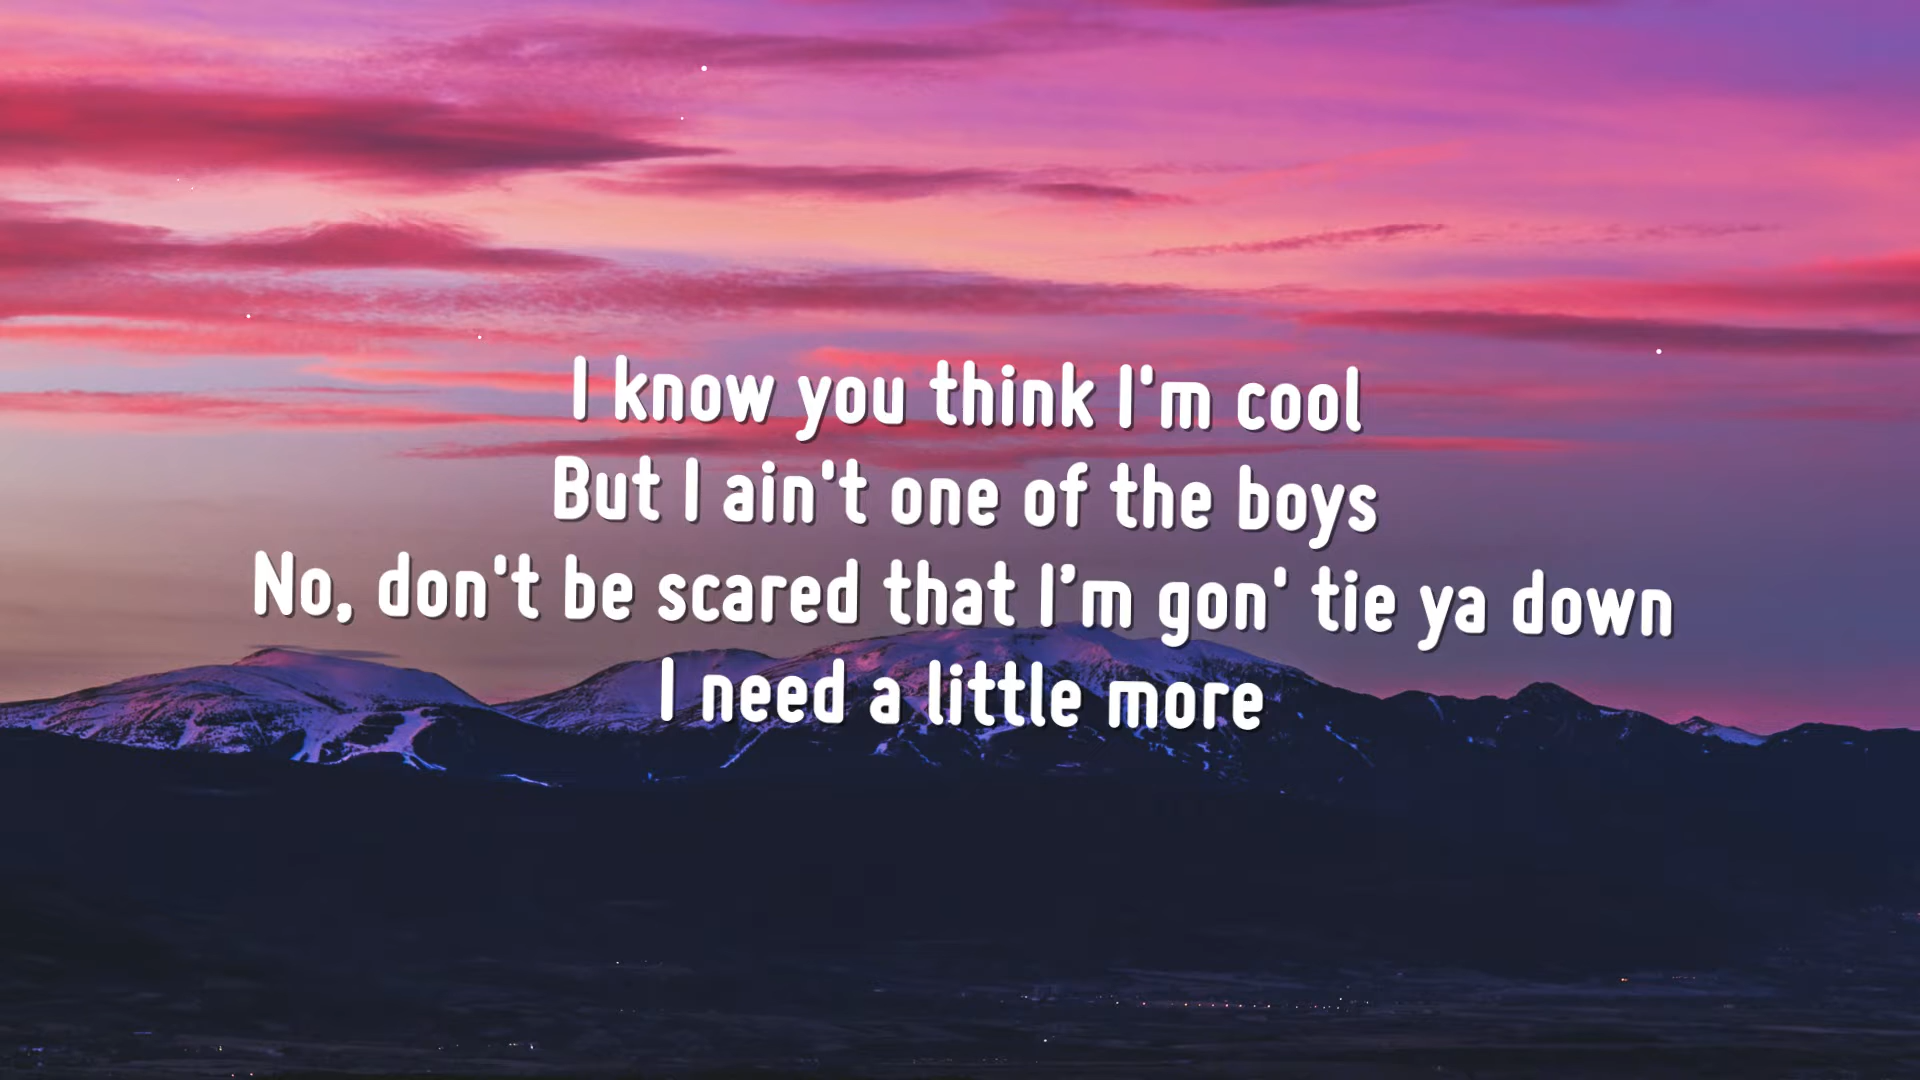 I know you think I'm cool
But I ain't one of the boys
No, don't be scared that I’m gon' tie ya down
I need a little more